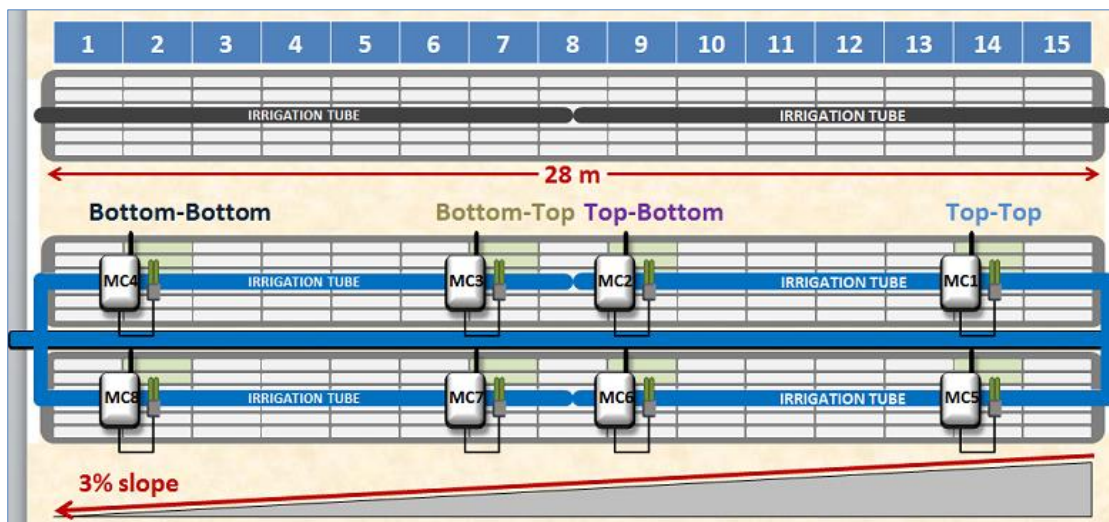 1 2 3 4 5 6 7 8 9 10 11 12 13 14 15
IRRIGATION TUBE IRRIGATION TUBE
28 m
Bottom-Bottom Bottom-Top Top-Bottom Top-Top
MC4 IRRIGATION TUBE MC3 MC2 IRRIGATION TUBE MC1
MC8 IRRIGATION TUBE MC7 MC6 IRRIGATION TUBE MC5
3% slope